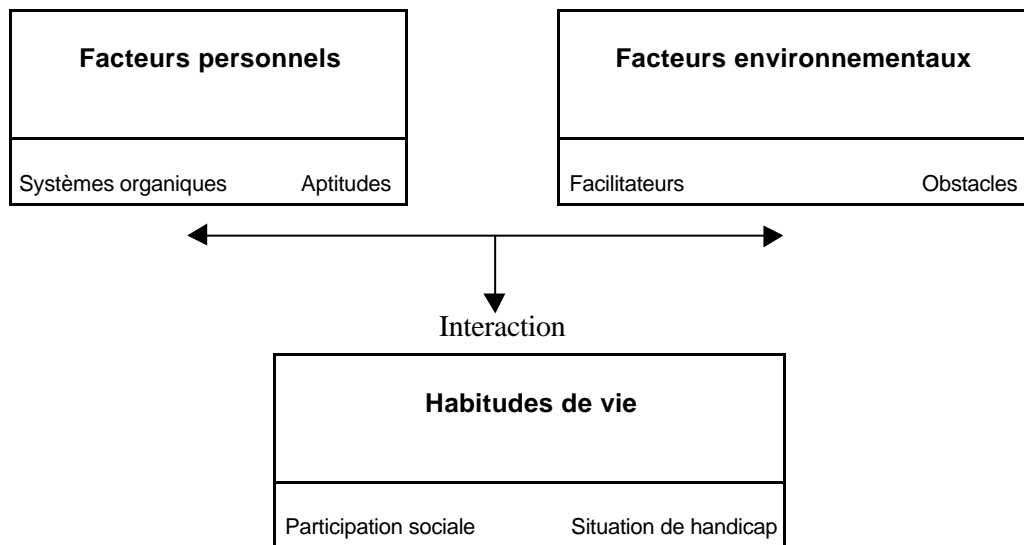 Facteurs personnels
Systèmes organiques Aptitudes
Facteurs environnementaux
Facilitateurs Obstacles
Interaction
Habitudes de vie
Participation sociale Situation de handicap